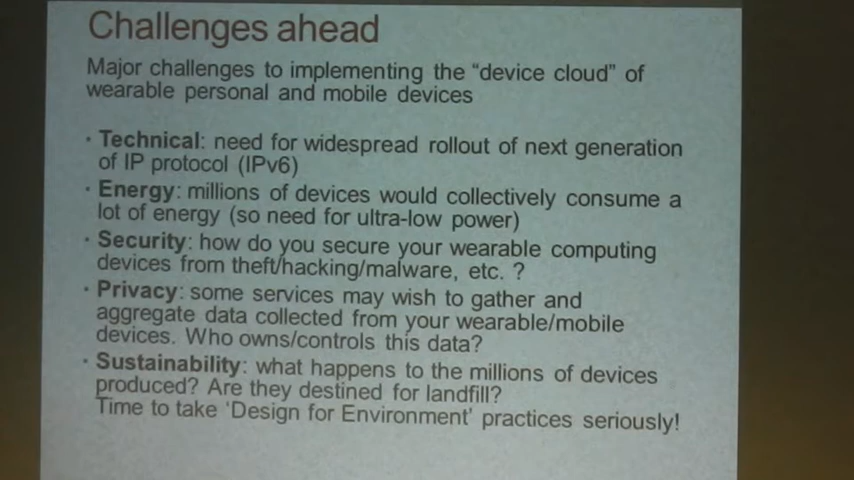 Challenges ahead
Major challenges to implementing the "device cloud" of
wearable personal and mobile devices
· Technical: need for widespread rollout of next generation
of IP protocol (IPv6)
· Energy: millions of devices would collectively consume a
lot of energy (so need for ultra-low power)
· Security: how do you secure your wearable computing
devices from theft/hacking/malware, etc. ?
· Privacy: some services may wish to gather and
aggregate data collected from your wearable/mobile
devices. Who owns/controls this data?
· Sustainability: what happens to the millions of devices
produced? Are they destined for landfill?
Time to take 'Design for Environment' practices seriously!